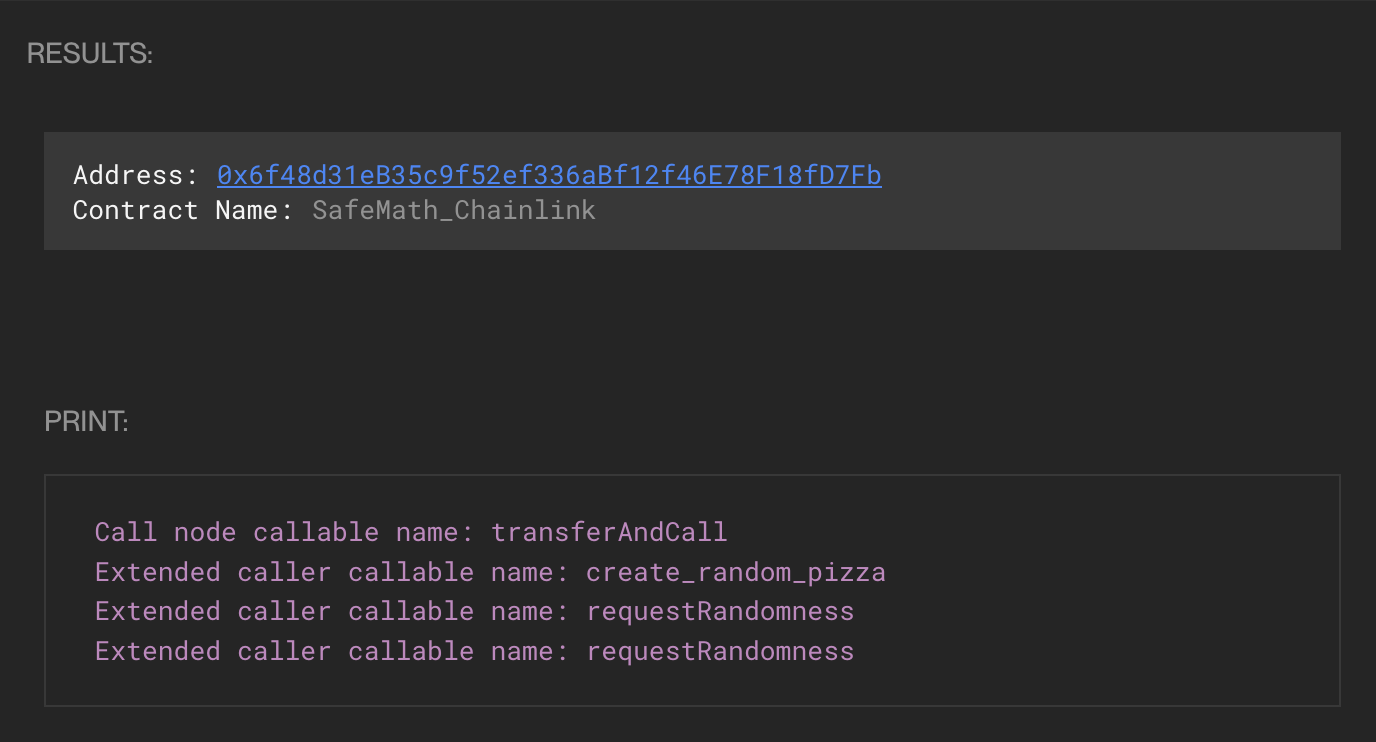 RESULTS:
Address: 0x6f48d31eB35c9f52ef336aBf12f46E78F18fD7Fb
Contract Name: SafeMath_Chainlink
PRINT:
Call node callable name: transferAndCall
Extended caller callable name: create_random_pizza
Extended caller callable name: requestRandomness
Extended caller callable name: requestRandomness